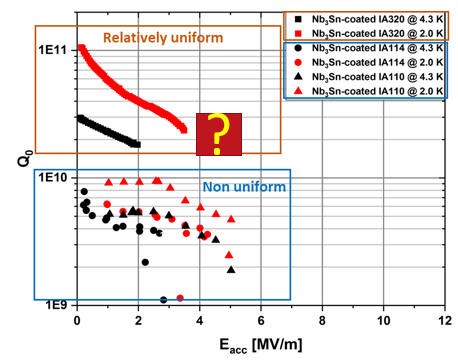 Nb3Sn-coated IA320 @ 4.3 K
Nb3Sn-coated IA320 @ 2.0 K
Nb3Sn-coated IA114 @ 4.3 K
Nb3Sn-coated IA114 @ 2.0 K
Nb3Sn-coated IA110 @ 4.3 K
Nb3Sn-coated IA110 @ 2.0 K
Relatively uniform
?
Non uniform
1E11
1E10
1E9
Q0
0 2 4 6 8 10 12
Eacc [MV/m]